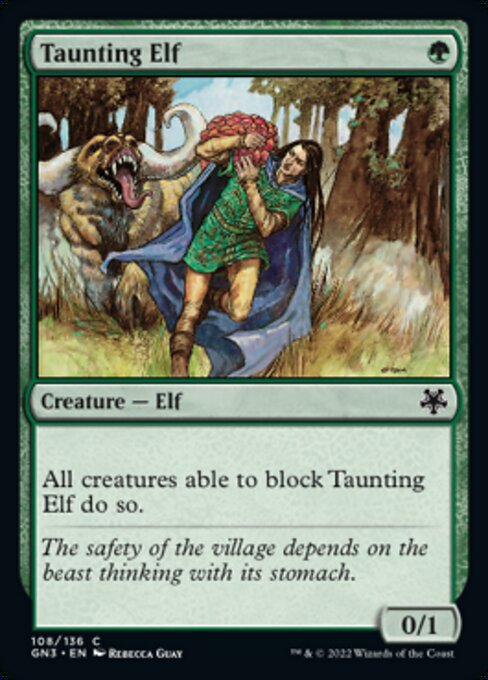 Taunting Elf
Creature — Elf
All creatures able to block Taunting
Elf do so.
The safety of the village depends on the
beast thinking with its stomach.
0/1
108/136 C
GN3 • EN Rebecca Guay
™ & © 2022 Wizards of the Coast